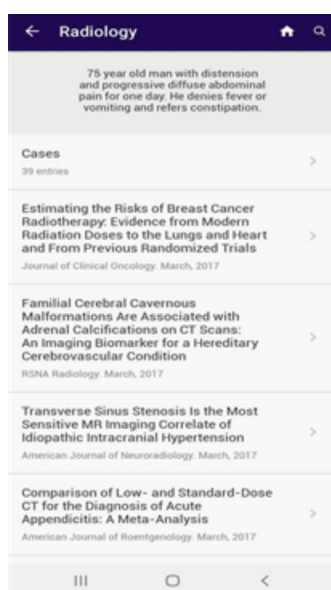 Radiology
75 year old man with distension
and progressive diffuse abdominal
pain for one day. He denies fever or
vomiting and refers constipation.
Cases
39 entries
Estimating the Risks of Breast Cancer
Radiotherapy: Evidence from Modern
Radiation Doses to the Lungs and Heart
and From Previous Randomized Trials
Journal of Clinical Oncology. March, 2017
Familial Cerebral Cavernous
Malformations Are Associated with
Adrenal Calcifications on CT Scans:
An Imaging Biomarker for a Hereditary
Cerebrovascular Condition
RSNA Radiology. March, 2017
Transverse Sinus Stenosis Is the Most
Sensitive MR Imaging Correlate of
Idiopathic Intracranial Hypertension
American Journal of Neuroradiology. March, 2017
Comparison of Low- and Standard-Dose
CT for the Diagnosis of Acute
Appendicitis: A Meta-Analysis
American Journal of Roentgenology. March, 2017